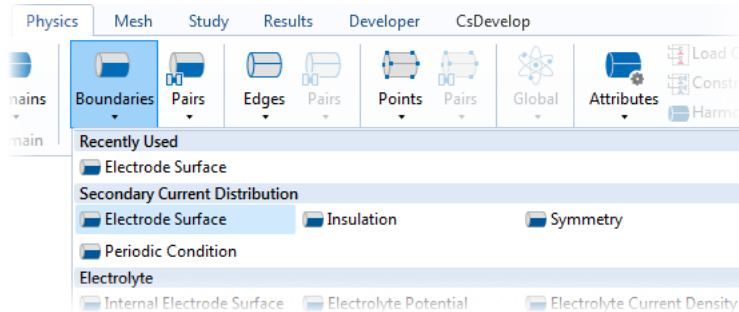 Physics Mesh Study Results Developer CsDevelop
Load
Boundaries Pairs Edges Pairs Points Pairs Global Attributes
Recently Used
Electrode Surface
Secondary Current Distribution
Electrode Surface Insulation Symmetry
Periodic Condition
Electrolyte
Internal Electrode Surface Electrolyte Potential Electrolyte Current Density